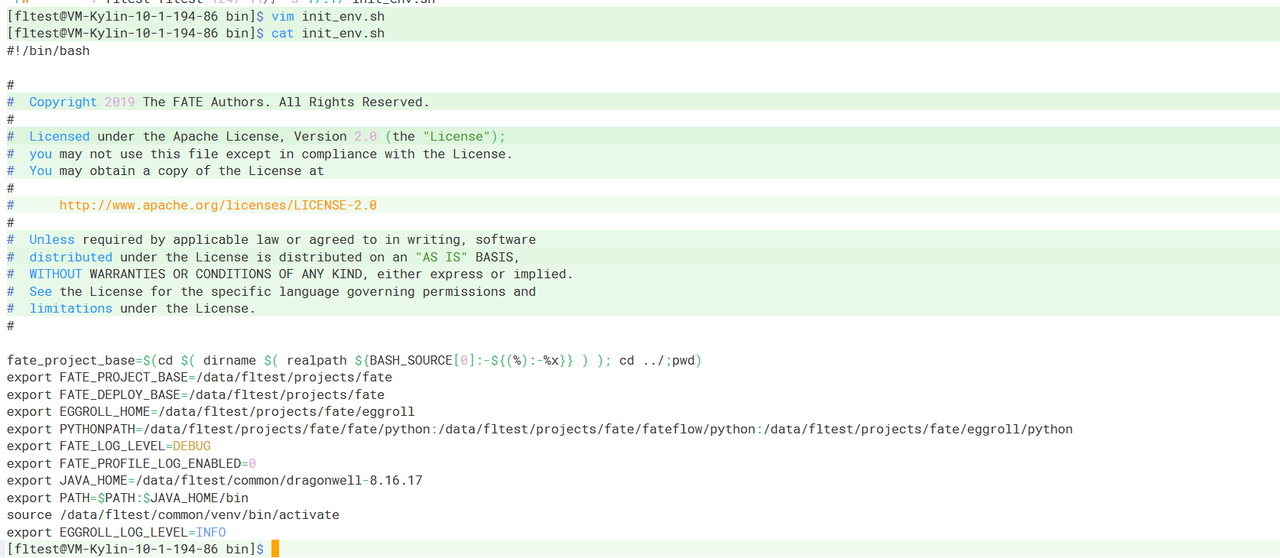 [fltest@VM-Kylin-10-1-194-86 bin]$ vim init_env.sh
[fltest@VM-Kylin-10-1-194-86 bin]$ cat init_env.sh
#!/bin/bash
#
#  Copyright 2019 The FATE Authors. All Rights Reserved.
#
#  Licensed under the Apache License, Version 2.0 (the "License");
#  you may not use this file except in compliance with the License.
#  You may obtain a copy of the License at
#
#      http://www.apache.org/licenses/LICENSE-2.0
#
#  Unless required by applicable law or agreed to in writing, software
#  distributed under the License is distributed on an "AS IS" BASIS,
#  WITHOUT WARRANTIES OR CONDITIONS OF ANY KIND, either express or implied.
#  See the License for the specific language governing permissions and
#  limitations under the License.
#
fate_project_base=$(cd $( dirname $( realpath ${BASH_SOURCE[0]:-${(%):-%x}} ) ); cd ../;pwd)
export FATE_PROJECT_BASE=/data/fltest/projects/fate
export FATE_DEPLOY_BASE=/data/fltest/projects/fate
export EGGROLL_HOME=/data/fltest/projects/fate/eggroll
export PYTHONPATH=/data/fltest/projects/fate/fate/python:/data/fltest/projects/fate/fateflow/python:/data/fltest/projects/fate/eggroll/python
export FATE_LOG_LEVEL=DEBUG
export FATE_PROFILE_LOG_ENABLED=0
export JAVA_HOME=/data/fltest/common/dragonwell-8.16.17
export PATH=$PATH:$JAVA_HOME/bin
source /data/fltest/common/venv/bin/activate
export EGGROLL_LOG_LEVEL=INFO
[fltest@VM-Kylin-10-1-194-86 bin]$